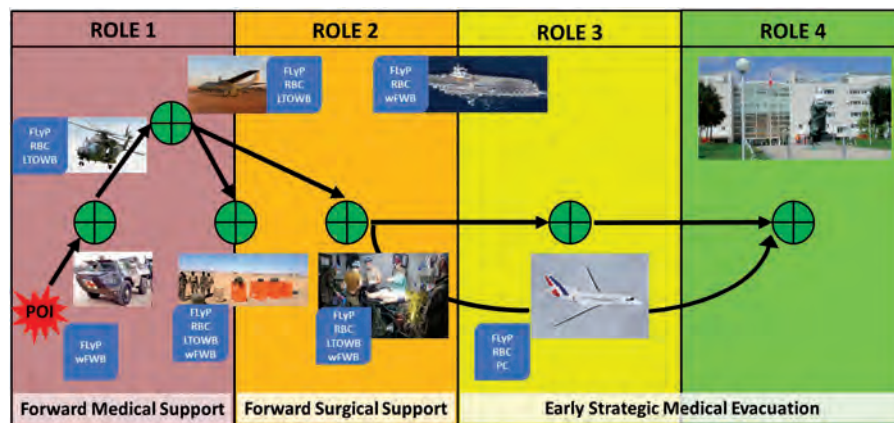 ROLE 1
ROLE 2
ROLE 3
ROLE 4
FLyP
RBC
LTOWB
FLyP
RBC
wFWB
FLyP
RBC
LTOWB
POI
FLyP
wFWB
FLyP
RBC
LTOWB
wFWB
FLyP
RBC
LTOWB
wFWB
FLyP
RBC
PC
Forward Medical Support
Forward Surgical Support
Early Strategic Medical Evacuation